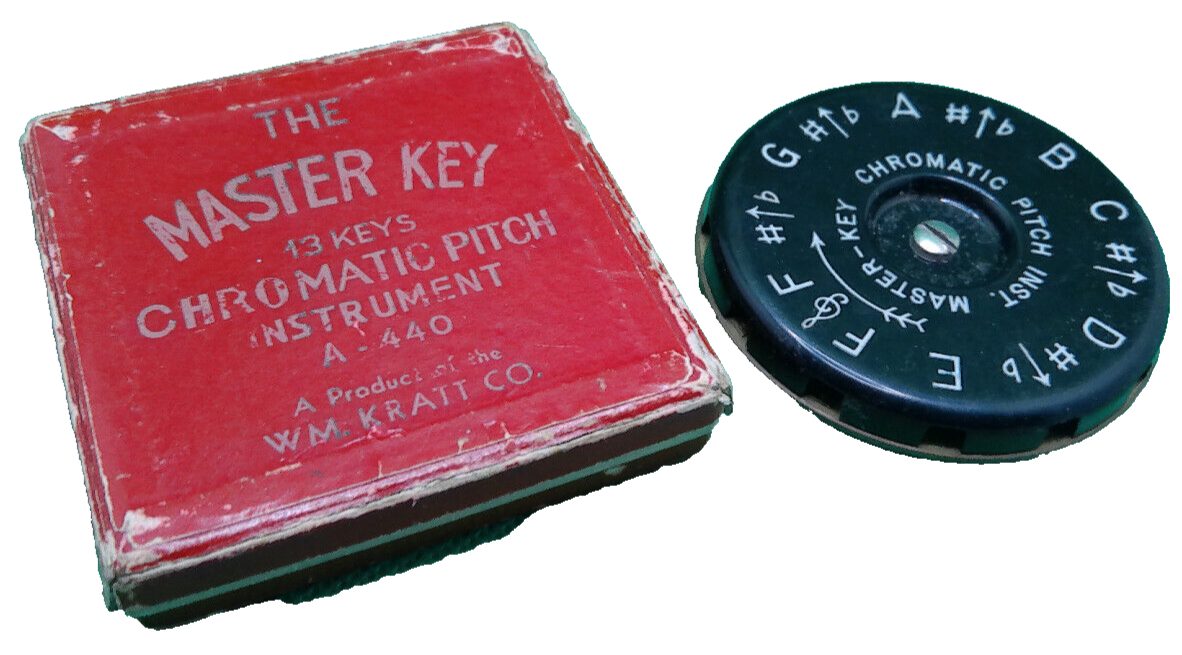 THE
MASTER KEY
13 KEYS
CHROMATIC PITCH
INSTRUMENT
A-440
A Product of the
WM. KRATT CO.
A #↑♭ B C #↑♭ D #↑♭ E F F #↑♭ G #↑♭
CHROMATIC PITCH INST. MASTER-KEY